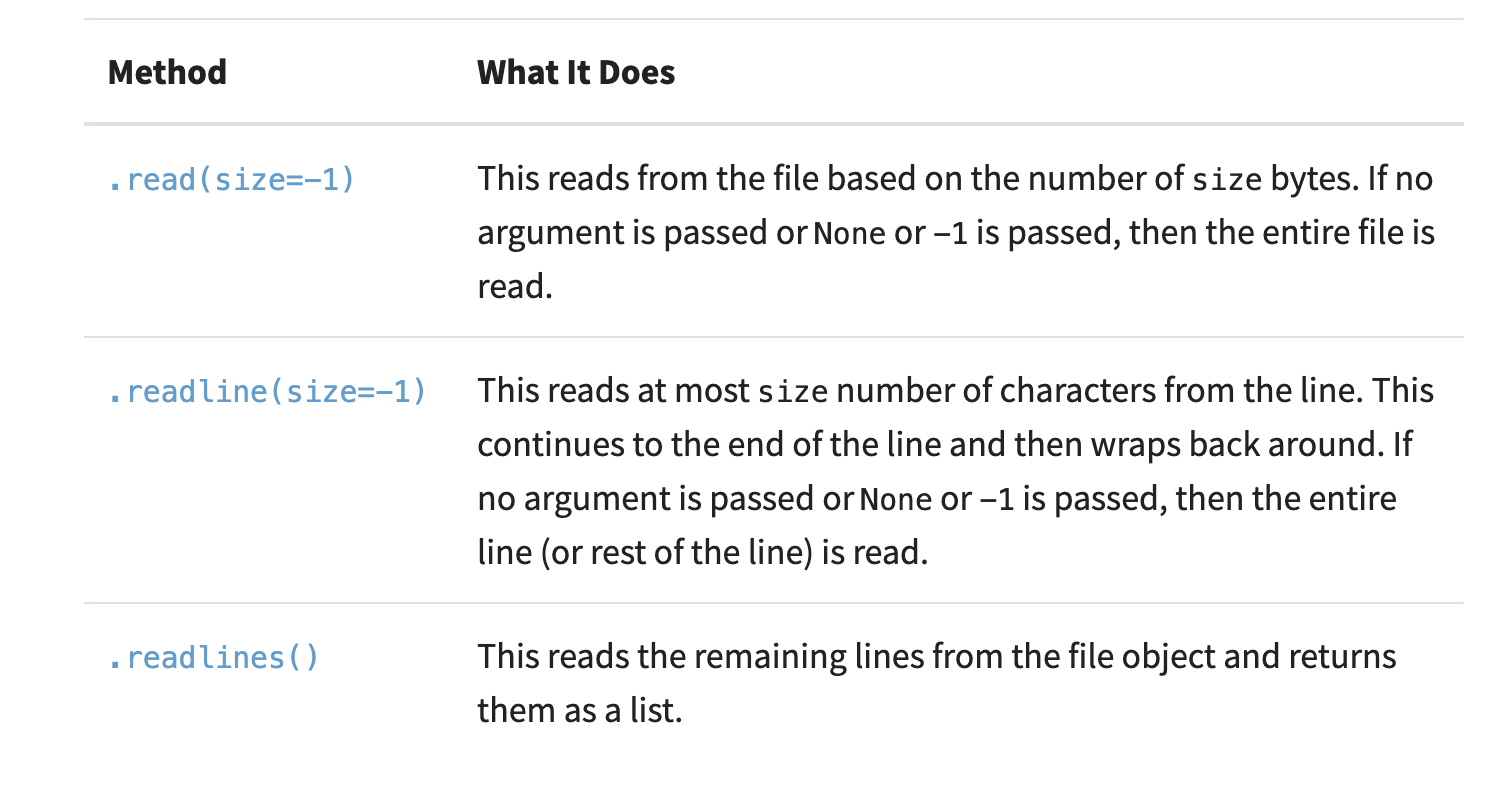 Method What It Does
.read(size=-1) This reads from the file based on the number of size bytes. If no
argument is passed or None or -1 is passed, then the entire file is
read.
.readline(size=-1) This reads at most size number of characters from the line. This
continues to the end of the line and then wraps back around. If
no argument is passed or None or -1 is passed, then the entire
line (or rest of the line) is read.
.readlines() This reads the remaining lines from the file object and returns
them as a list.